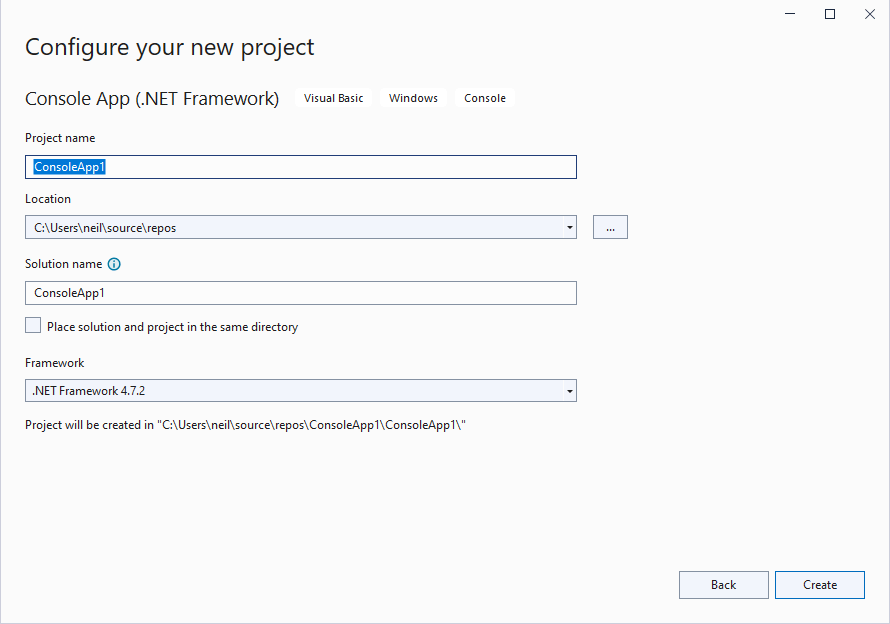 Configure your new project
Console App (.NET Framework) Visual Basic Windows Console
Project name
ConsoleApp1
Location
C:\Users\neil\source\repos
...
Solution name
ConsoleApp1
Place solution and project in the same directory
Framework
.NET Framework 4.7.2
Project will be created in "C:\Users\neil\source\repos\ConsoleApp1\ConsoleApp1\"
Back Create